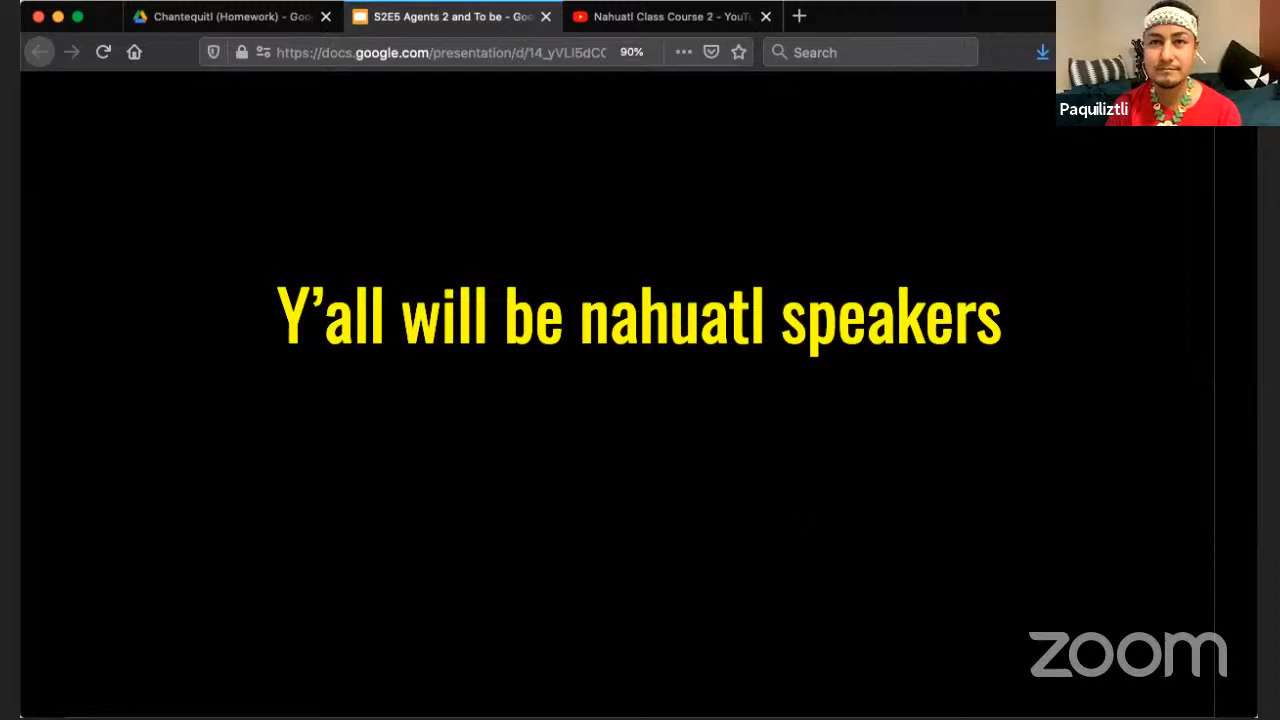 Chantequitl (Homework) - Goo
S2E5 Agents 2 and To be - Goo
Nahuatl Class Course 2 - YouTu
https://docs.google.com/presentation/d/14_yVLI5dC
90%
Search
Paquiliztli
Y’all will be nahuatl speakers
zoom